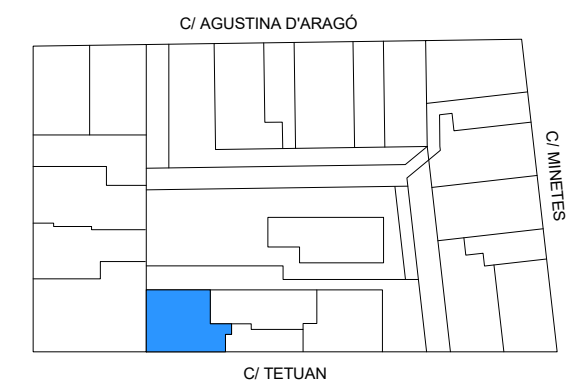 C/ AGUSTINA D'ARAGÓ
C/ MINETES
C/ TETUAN